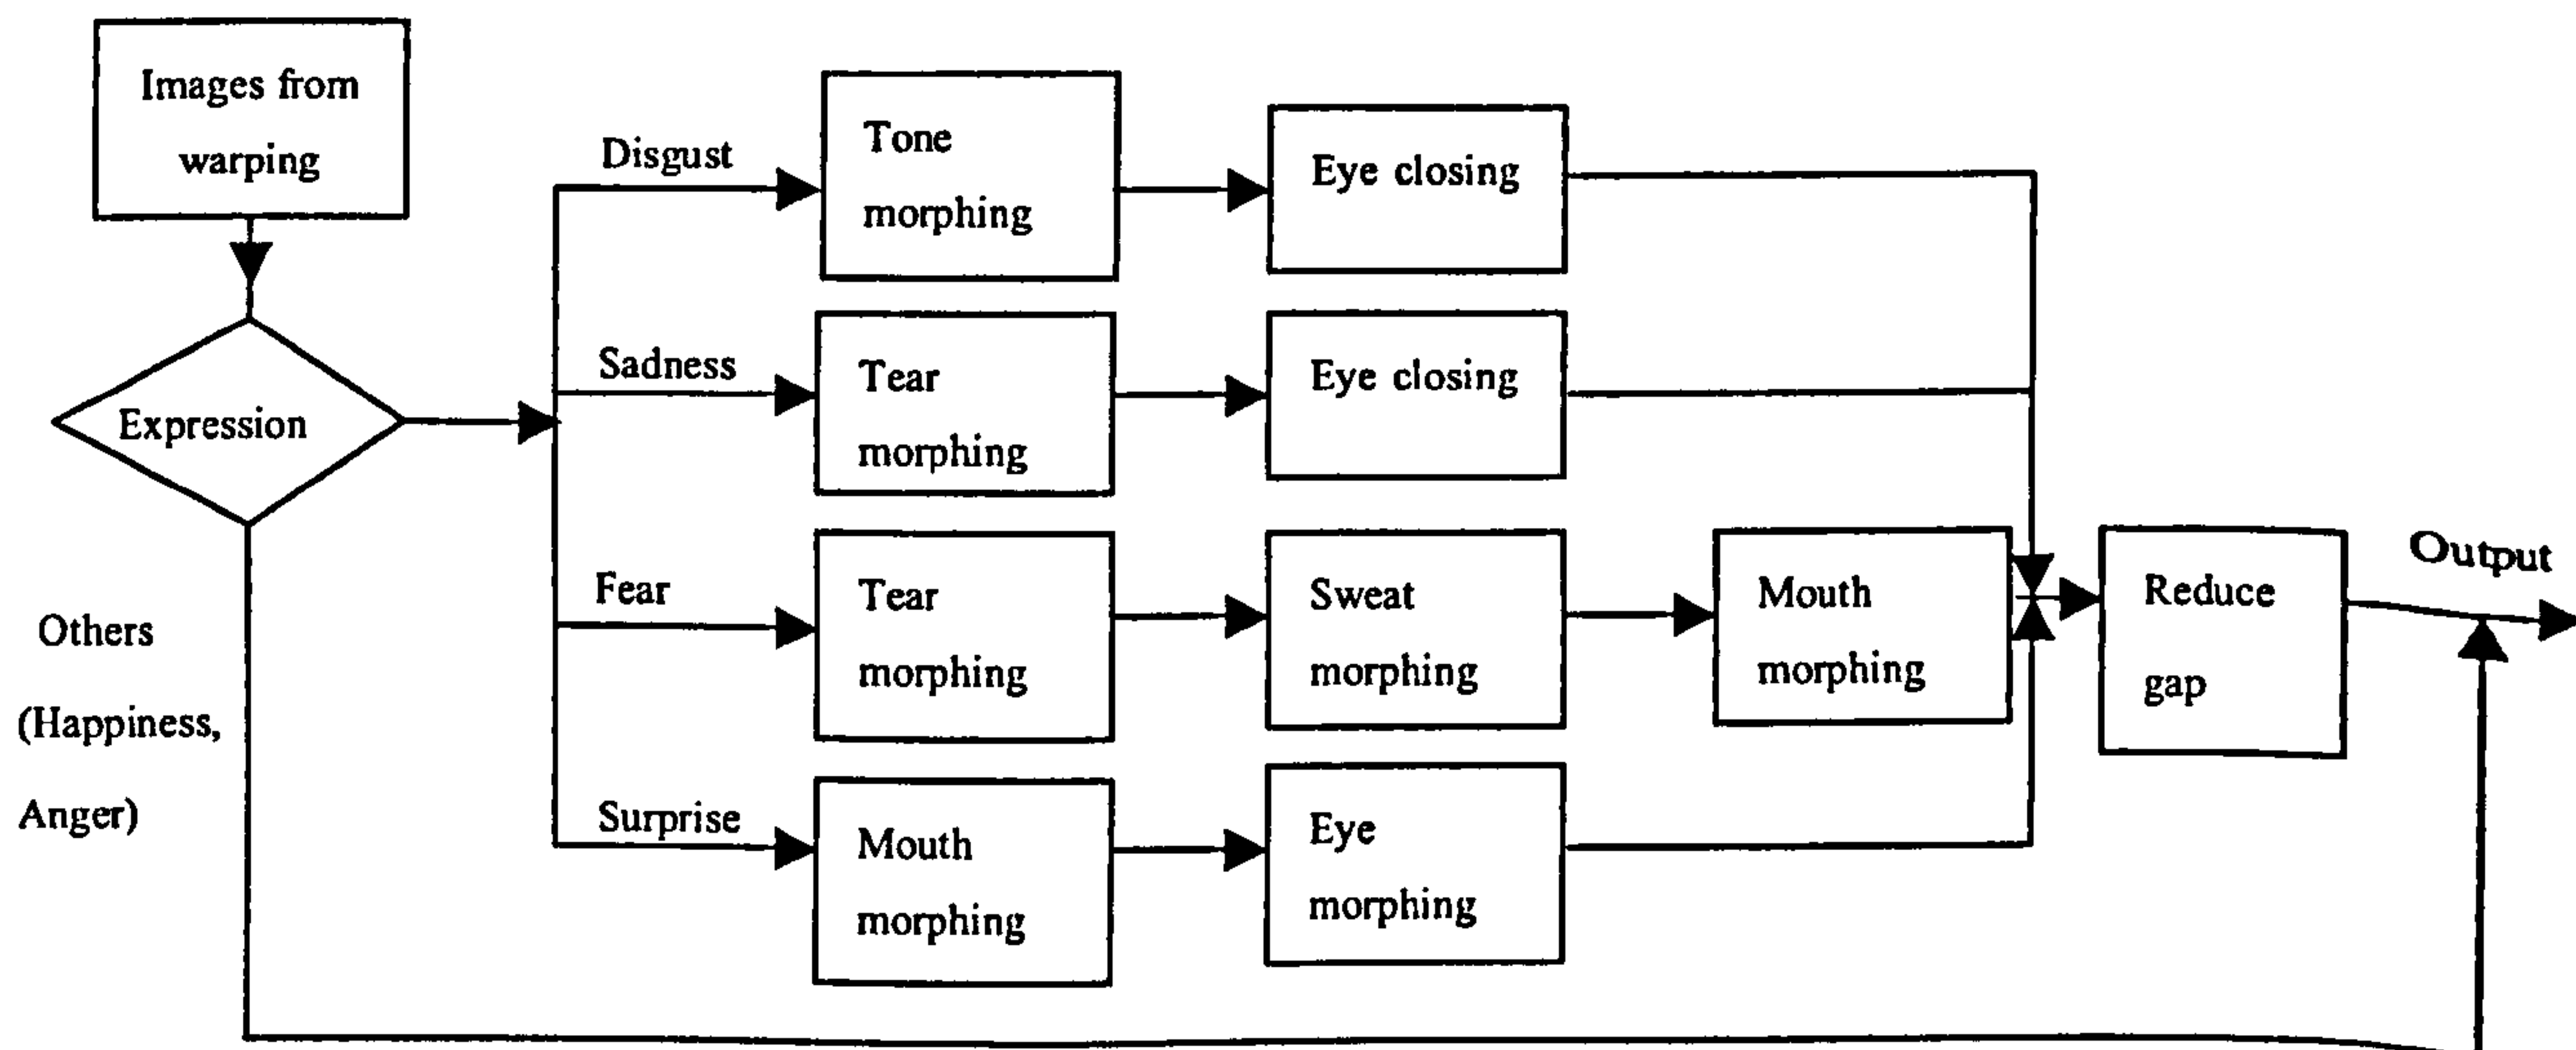 Images from
warping
Expression
Others
(Happiness,
Anger)
Disgust
Tone
morphing
Eye closing
Sadness
Tear
morphing
Eye closing
Fear
Tear
morphing
Sweat
morphing
Mouth
morphing
Surprise
Mouth
morphing
Eye
morphing
Reduce
gap
Output